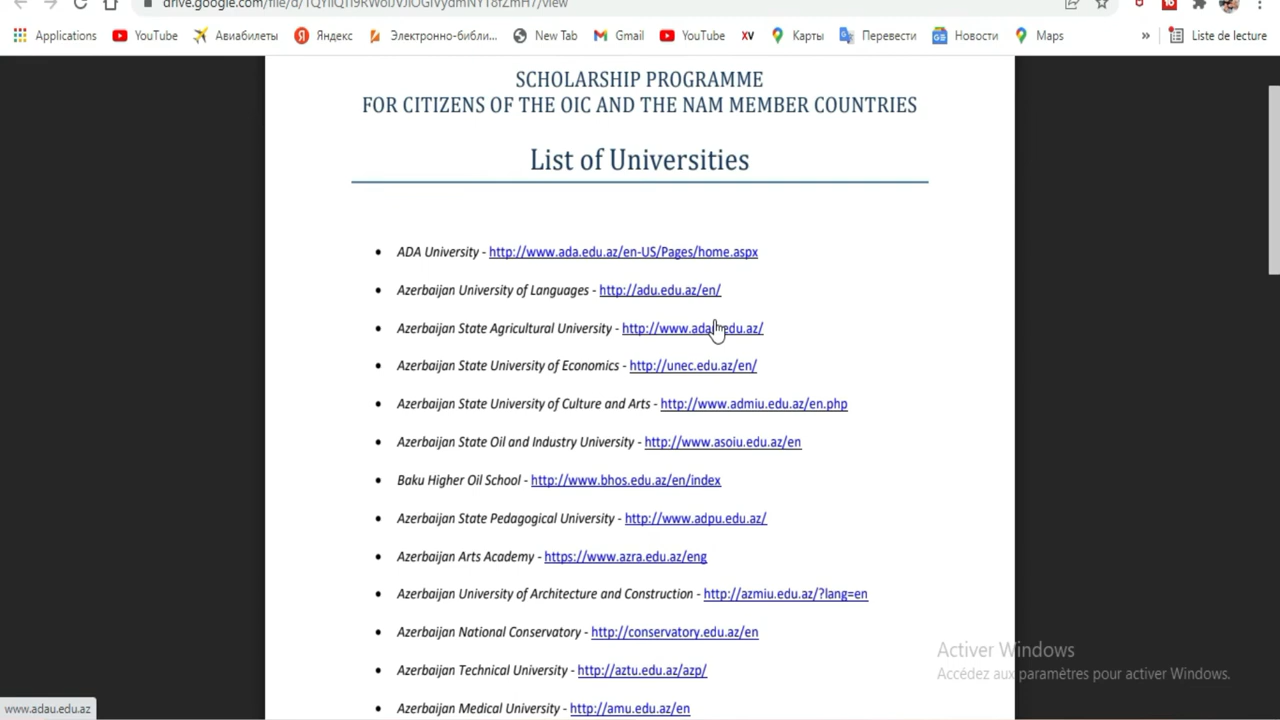 Applications YouTube Авиабилеты Яндекс Электронно-библи... New Tab Gmail YouTube XV Карты Перевести Новости Maps » Liste de lecture
SCHOLARSHIP PROGRAMME
FOR CITIZENS OF THE OIC AND THE NAM MEMBER COUNTRIES
List of Universities
• ADA University - http://www.ada.edu.az/en-US/Pages/home.aspx
• Azerbaijan University of Languages - http://adu.edu.az/en/
• Azerbaijan State Agricultural University - http://www.adau.edu.az/
• Azerbaijan State University of Economics - http://unec.edu.az/en/
• Azerbaijan State University of Culture and Arts - http://www.admiu.edu.az/en.php
• Azerbaijan State Oil and Industry University - http://www.asoiu.edu.az/en
• Baku Higher Oil School - http://www.bhos.edu.az/en/index
• Azerbaijan State Pedagogical University - http://www.adpu.edu.az/
• Azerbaijan Arts Academy - https://www.azra.edu.az/eng
• Azerbaijan University of Architecture and Construction - http://azmiu.edu.az/?lang=en
• Azerbaijan National Conservatory - http://conservatory.edu.az/en
• Azerbaijan Technical University - http://aztu.edu.az/azp/
• Azerbaijan Medical University - http://amu.edu.az/en
Activer Windows
Accédez aux paramètres pour activer Windows.
www.adau.edu.az